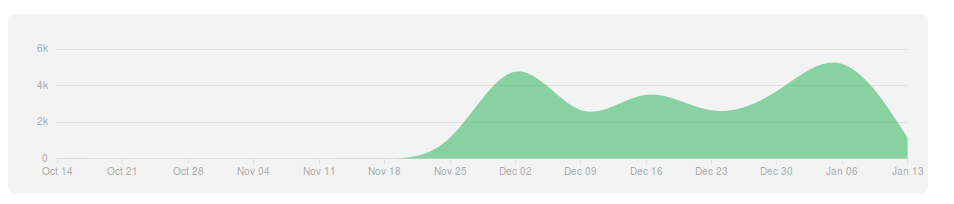 6k
4k
2k
0
Oct 14 Oct 21 Oct 28 Nov 04 Nov 11 Nov 18 Nov 25 Dec 02 Dec 09 Dec 16 Dec 23 Dec 30 Jan 06 Jan 13